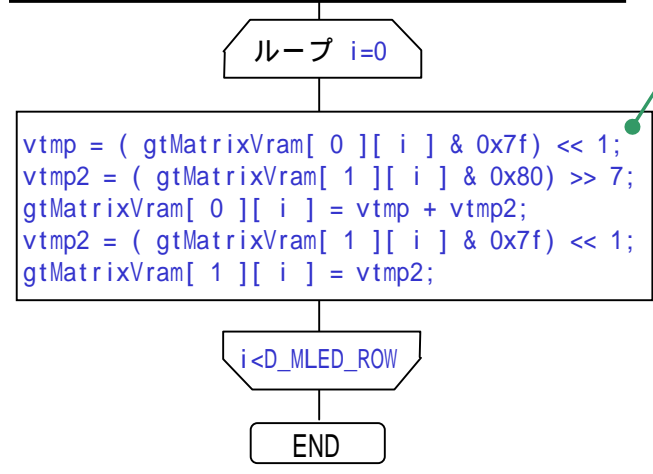 ループ i=0
vtmp = ( gtMatrixVram[ 0 ][ i ] & 0x7f) << 1;
vtmp2 = ( gtMatrixVram[ 1 ][ i ] & 0x80) >> 7;
gtMatrixVram[ 0 ][ i ] = vtmp + vtmp2;
vtmp2 = ( gtMatrixVram[ 1 ][ i ] & 0x7f) << 1;
gtMatrixVram[ 1 ][ i ] = vtmp2;
i<D_MLED_ROW
END